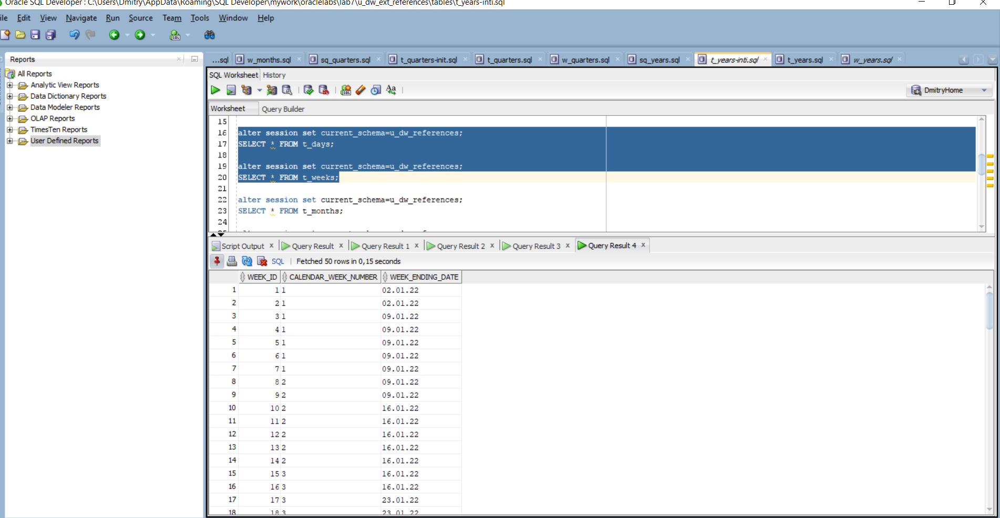 Oracle SQL Developer : C:\Users\Dmitry\AppData\Roaming\SQL Developer\mywork\oraclelabs\lab7\u_dw_ext_references\tables\t_years-inti.sql
ile Edit View Navigate Run Source Team Tools Window Help
Reports
All Reports
Analytic View Reports
Data Dictionary Reports
Data Modeler Reports
OLAP Reports
TimesTen Reports
User Defined Reports
...sql w_months.sql sq_quarters.sql t_quarters-init.sql t_quarters.sql w_quarters.sql sq_years.sql t_years-inti.sql t_years.sql w_years.sql
SQL Worksheet History
DmitryHome
Worksheet Query Builder
15
16 alter session set current_schema=u_dw_references;
17 SELECT * FROM t_days;
18
19 alter session set current_schema=u_dw_references;
20 SELECT * FROM t_weeks;
21
22 alter session set current_schema=u_dw_references;
23 SELECT * FROM t_months;
24
Script Output x Query Result x Query Result 1 x Query Result 2 x Query Result 3 x Query Result 4 x
SQL | Fetched 50 rows in 0,15 seconds
WEEK_ID CALENDAR_WEEK_NUMBER WEEK_ENDING_DATE
1 1 1 02.01.22
2 2 1 02.01.22
3 3 1 09.01.22
4 4 1 09.01.22
5 5 1 09.01.22
6 6 1 09.01.22
7 7 1 09.01.22
8 8 2 09.01.22
9 9 2 09.01.22
10 10 2 16.01.22
11 11 2 16.01.22
12 12 2 16.01.22
13 13 2 16.01.22
14 14 2 16.01.22
15 15 3 16.01.22
16 16 3 16.01.22
17 17 3 23.01.22
18 18 3 23.01.22